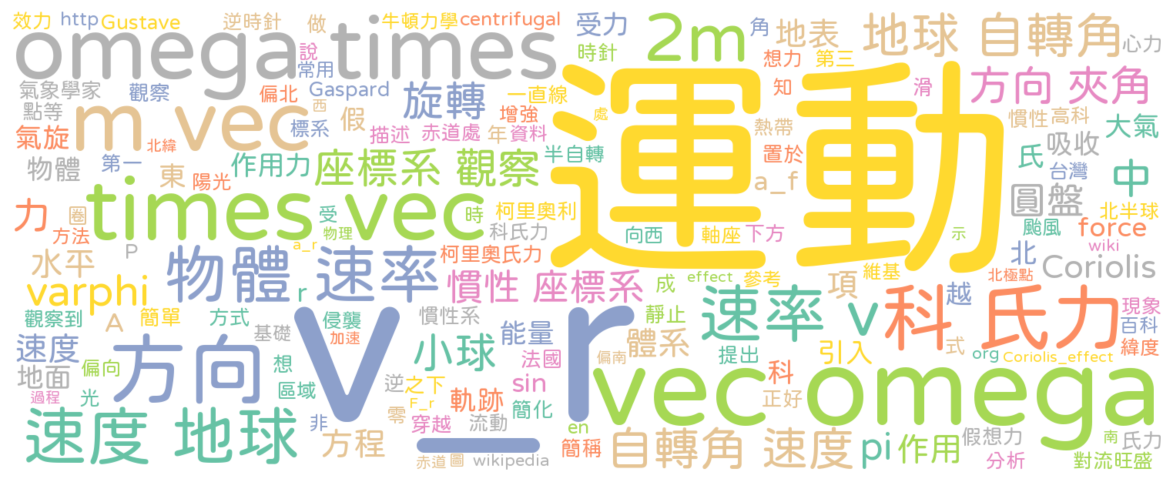 效力 http Gustave 逆時針 做 牛頓力學 centrifugal 受力 2m 角 地表 地球 自轉角 心力
omega times 說 時針 想力 第三
氣象學家 觀察 偏北 常用 Gaspard 旋轉 一直線 知 滑 方向 夾角
點等 m vec 西 標系 假 增強 處 運動 慣性 高科
氣旋 北緯 描述 赤道處 年 資料 熱帶 大氣
物體 第一 東 作用力 座標系 觀察 半自轉 置於 氏 吸收 台灣 中
陽光 a_f 圓盤 北半球
力 圈 times vec 受 時 柯里奧利 颱風 force
方法 物理 科氏力 向西 軸座 下方 示 北 wiki
水平 P 物體 速率 a_r 柯里奧氏力 effect 參考 維基 北極點 Coriolis
varphi r 慣性 座標系 成 項 越
觀察到 A 簡單 方式 侵襲 慣性系 能量 靜止 速率 v 科 氏力 現象
基礎 加速 v_r 百科
速度 偏向 方向 想 小球 法國 偏南 體系 提出 引入 式 org Coriolis_effect 緯度
地面 區域 逆 之下 sin 科
過程 光 F_r 軌跡 簡化 vec omega 正好
速度 地球 非 方程 零 穿越 流動 en 自轉角 速度 pi 作用 假想力 南 氏力
赤道 圖 wikipedia 簡稱 分析 對流旺盛